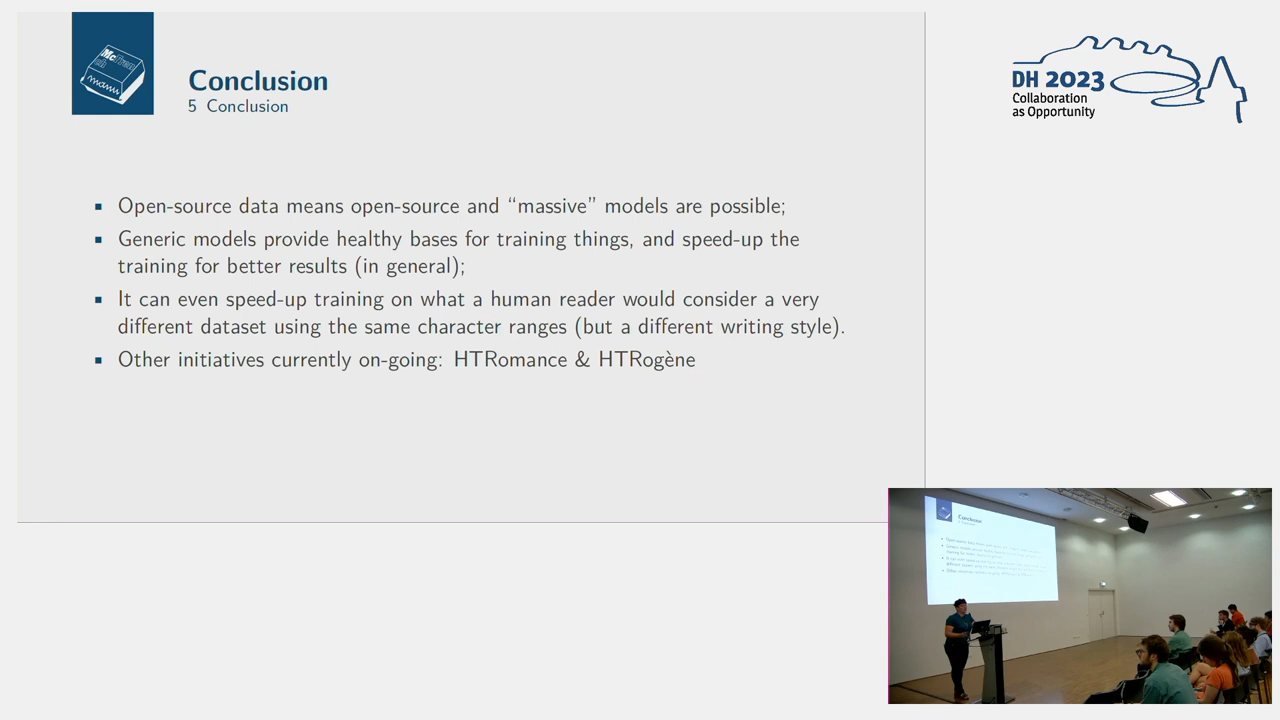 Conclusion
5 Conclusion
Open-source data means open-source and “massive” models are possible;
Generic models provide healthy bases for training things, and speed-up the
training for better results (in general);
It can even speed-up training on what a human reader would consider a very
different dataset using the same character ranges (but a different writing style).
Other initiatives currently on-going: HTRomance & HTRogène
DH 2023
Collaboration
as Opportunity
Conclusion